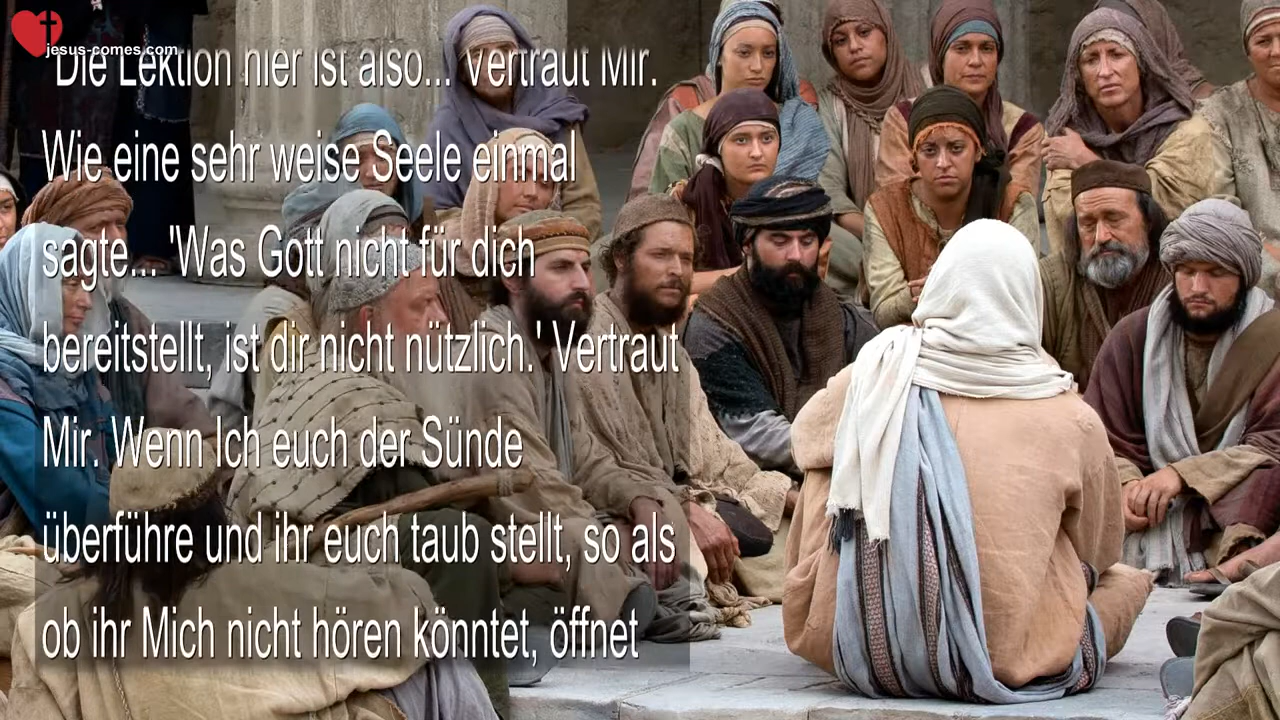 jesus-comes.com
"Die Lektion hier ist also... Vertraut Mir.
Wie eine sehr weise Seele einmal
sagte... 'Was Gott nicht für dich
bereitstellt, ist dir nicht nützlich.' Vertraut
Mir. Wenn Ich euch der Sünde
überführe und ihr euch taub stellt, so als
ob ihr Mich nicht hören könntet, öffnet